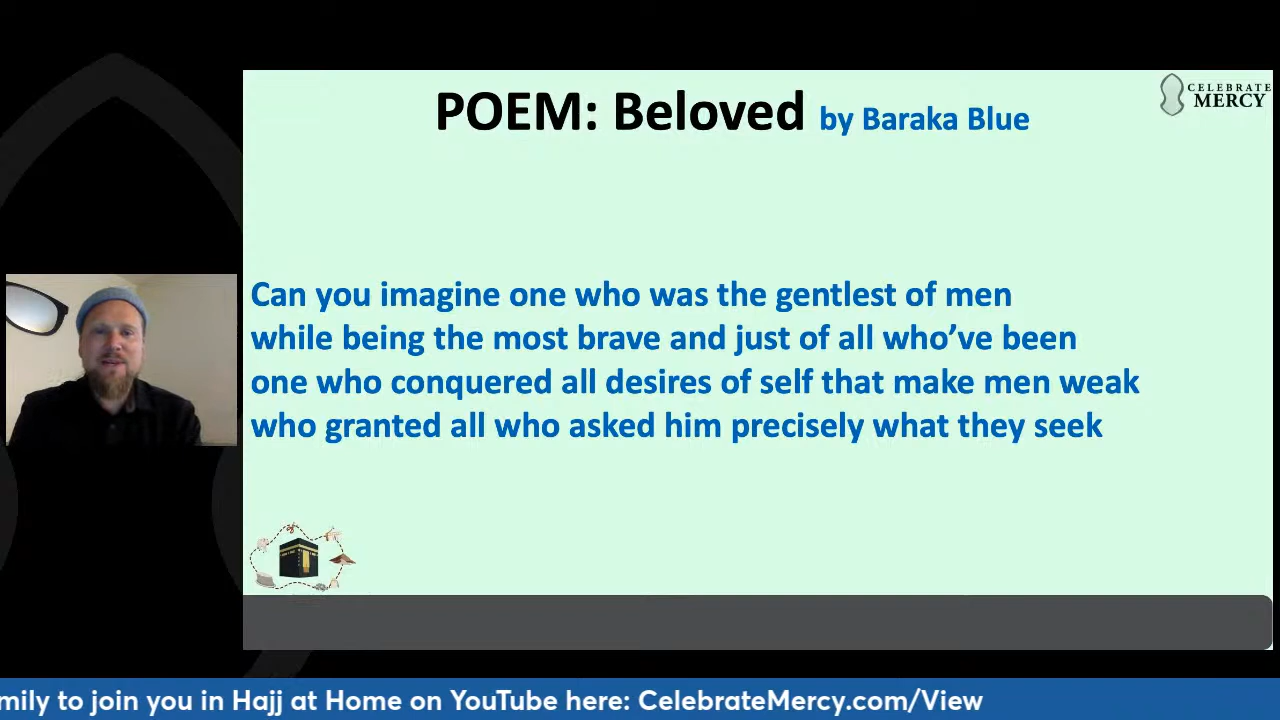 POEM: Beloved by Baraka Blue
CELEBRATE
MERCY
Can you imagine one who was the gentlest of men
while being the most brave and just of all who’ve been
one who conquered all desires of self that make men weak
who granted all who asked him precisely what they seek
mily to join you in Hajj at Home on YouTube here: CelebrateMercy.com/View